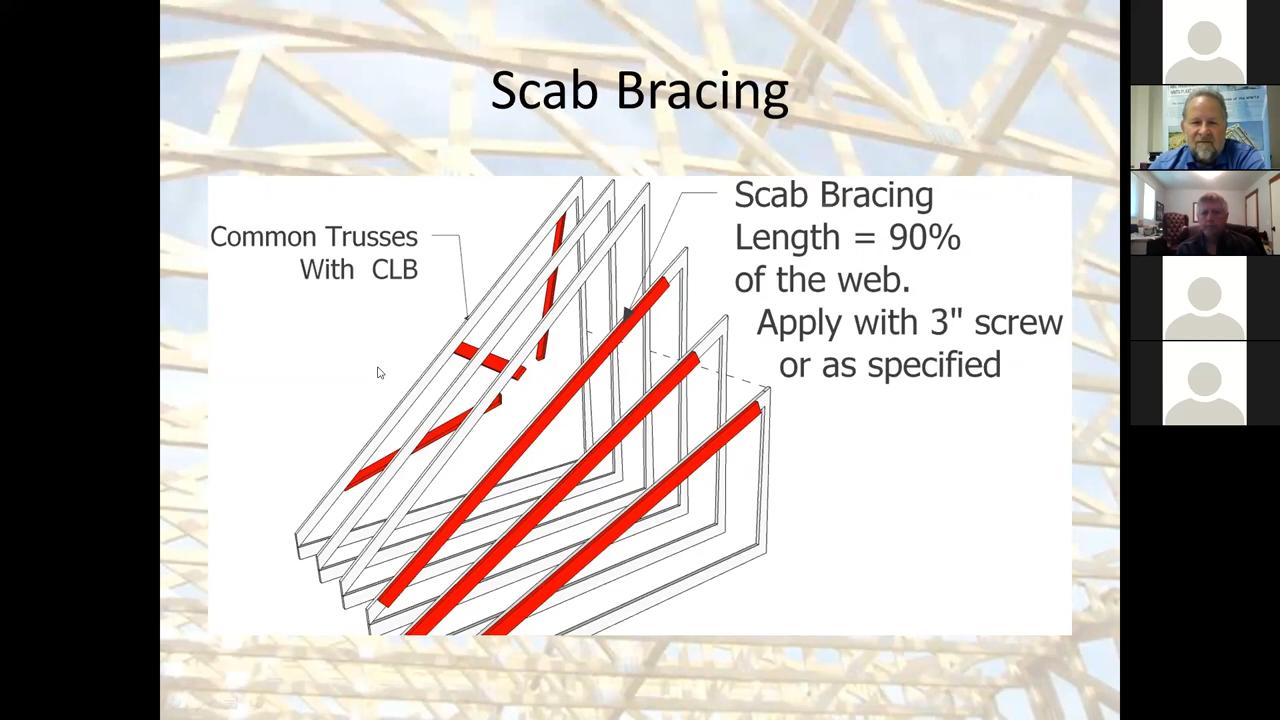 Scab Bracing
Common Trusses
With CLB
Scab Bracing
Length = 90%
of the web.
Apply with 3" screw
or as specified